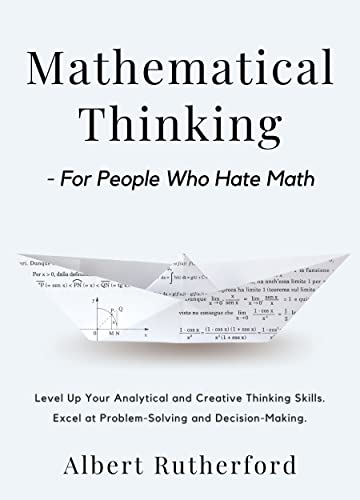 Mathematical
Thinking
- For People Who Hate Math
Level Up Your Analytical and Creative Thinking Skills.
Excel at Problem-Solving and Decision-Making.
Albert Rutherford